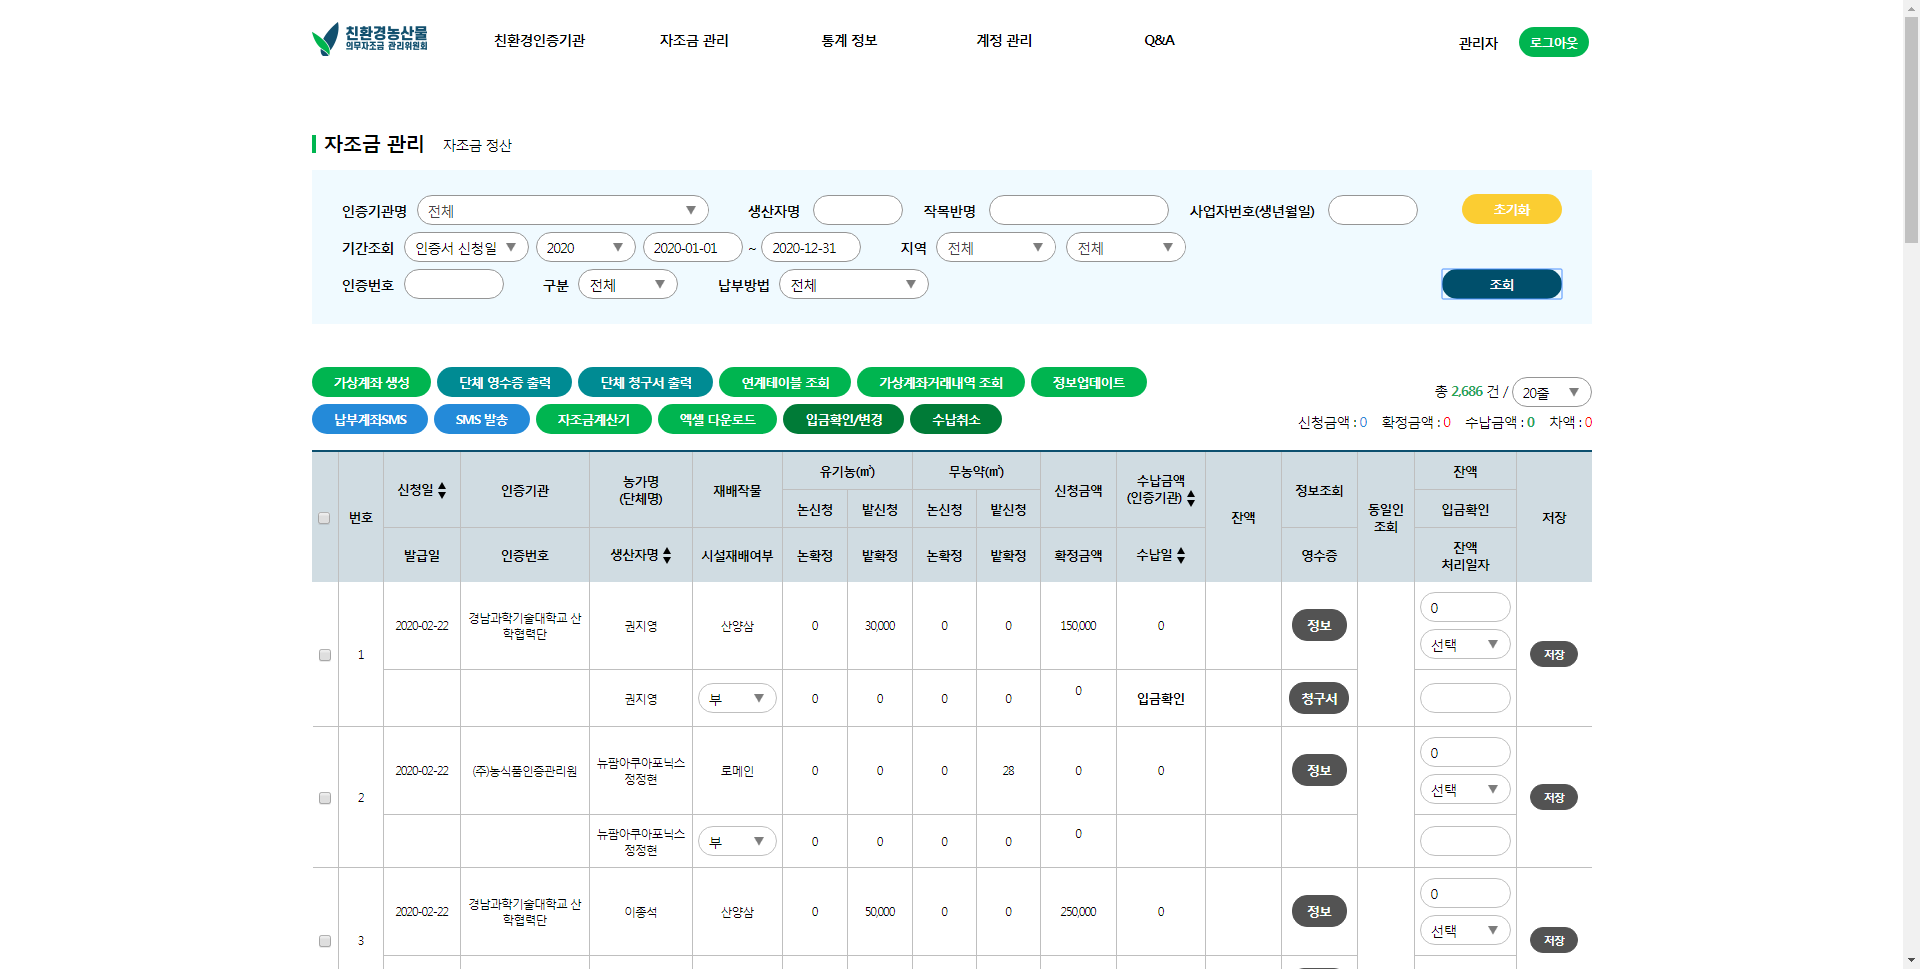 친환경농산물
의무자조금 관리위원회
친환경인증기관 자조금 관리 통계 정보 계정 관리 Q&A
관리자 로그아웃
자조금 관리 자조금 정산
인증기관명 전체 생산자명 작목반명 사업자번호(생년월일) 초기화
기간조회 인증서 신청일 2020 2020-01-01 ~ 2020-12-31 지역 전체 전체
인증번호 구분 전체 납부방법 전체 조회
가상계좌 생성 단체 영수증 출력 단체 청구서 출력 연계테이블 조회 가상계좌거래내역 조회 정보업데이트
총 2,686 건 / 20줄
납부계좌SMS SMS 발송 자조금계산기 엑셀 다운로드 입금확인/변경 수납취소
신청금액 : 0 확정금액 : 0 수납금액 : 0 차액 : 0
번호 신청일 인증기관 농가명 (단체명) 재배작물 유기농(㎡) 무농약(㎡) 신청금액 수납금액 (인증기관) 잔액 정보조회 동일인 조회 잔액 저장
논신청 밭신청 논신청 밭신청 입금확인
발급일 인증번호 생산자명 시설재배여부 논확정 밭확정 논확정 밭확정 확정금액 수납일 영수증 잔액 처리일자
1 2020-02-22 경남과학기술대학교 산학협력단 권지영 산양삼 0 30,000 0 0 150,000 0 정보 0 선택 저장
권지영 부 0 0 0 0 0 입금확인 청구서
2 2020-02-22 (주)농식품인증관리원 뉴팜아쿠아포닉스 정정현 로메인 0 0 0 28 0 0 정보 0 선택 저장
뉴팜아쿠아포닉스 정정현 부 0 0 0 0 0
3 2020-02-22 경남과학기술대학교 산학협력단 이종석 산양삼 0 50,000 0 0 250,000 0 정보 0 선택 저장